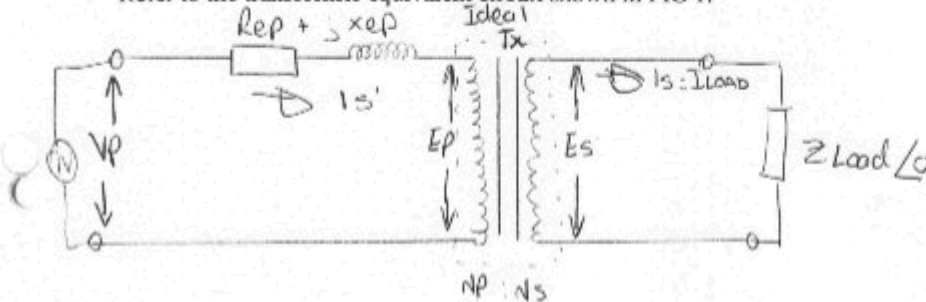 Refer to the transformer equivalent circuit shown in FIG 1.
Rep + j xep
Ideal
Tx
Is'
Is = ILOAD
N
Vp
Ep
Es
Z Load
Np : Ns